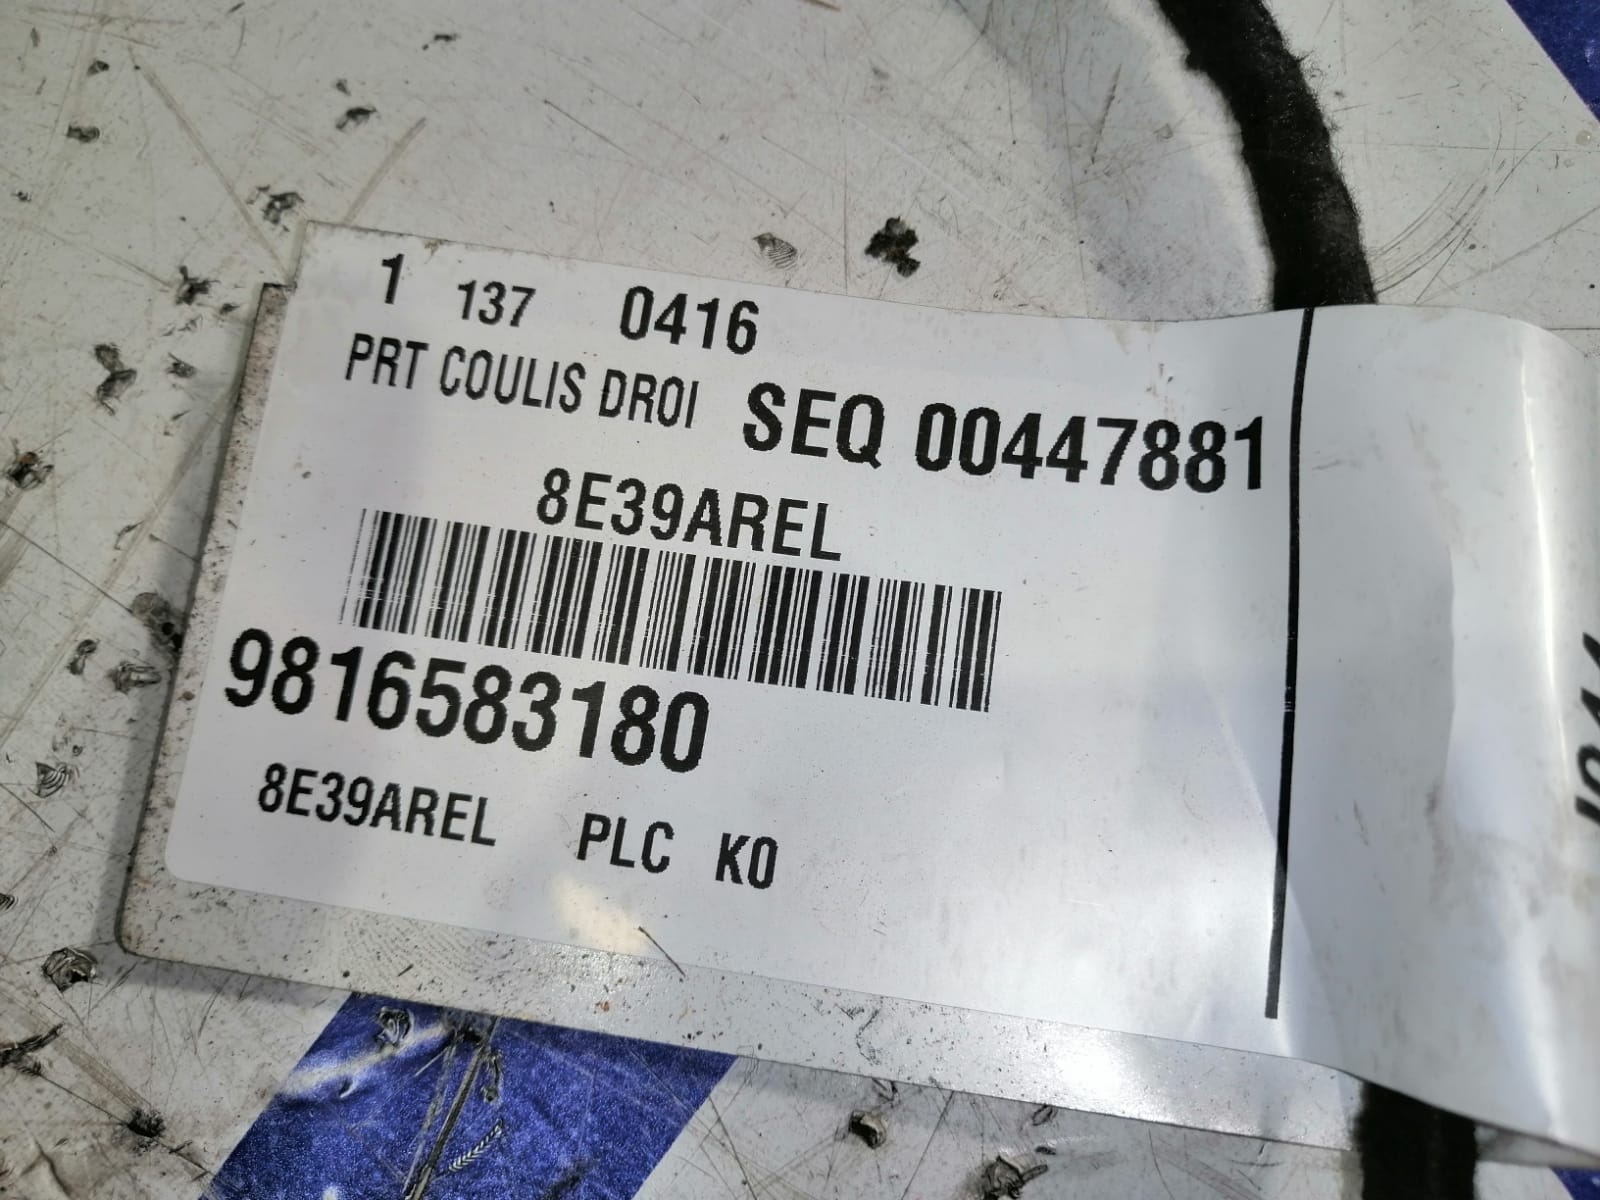 1 137 0416
PRT COULIS DROI SEQ 00447881
8E39AREL
9816583180
8E39AREL PLC K0